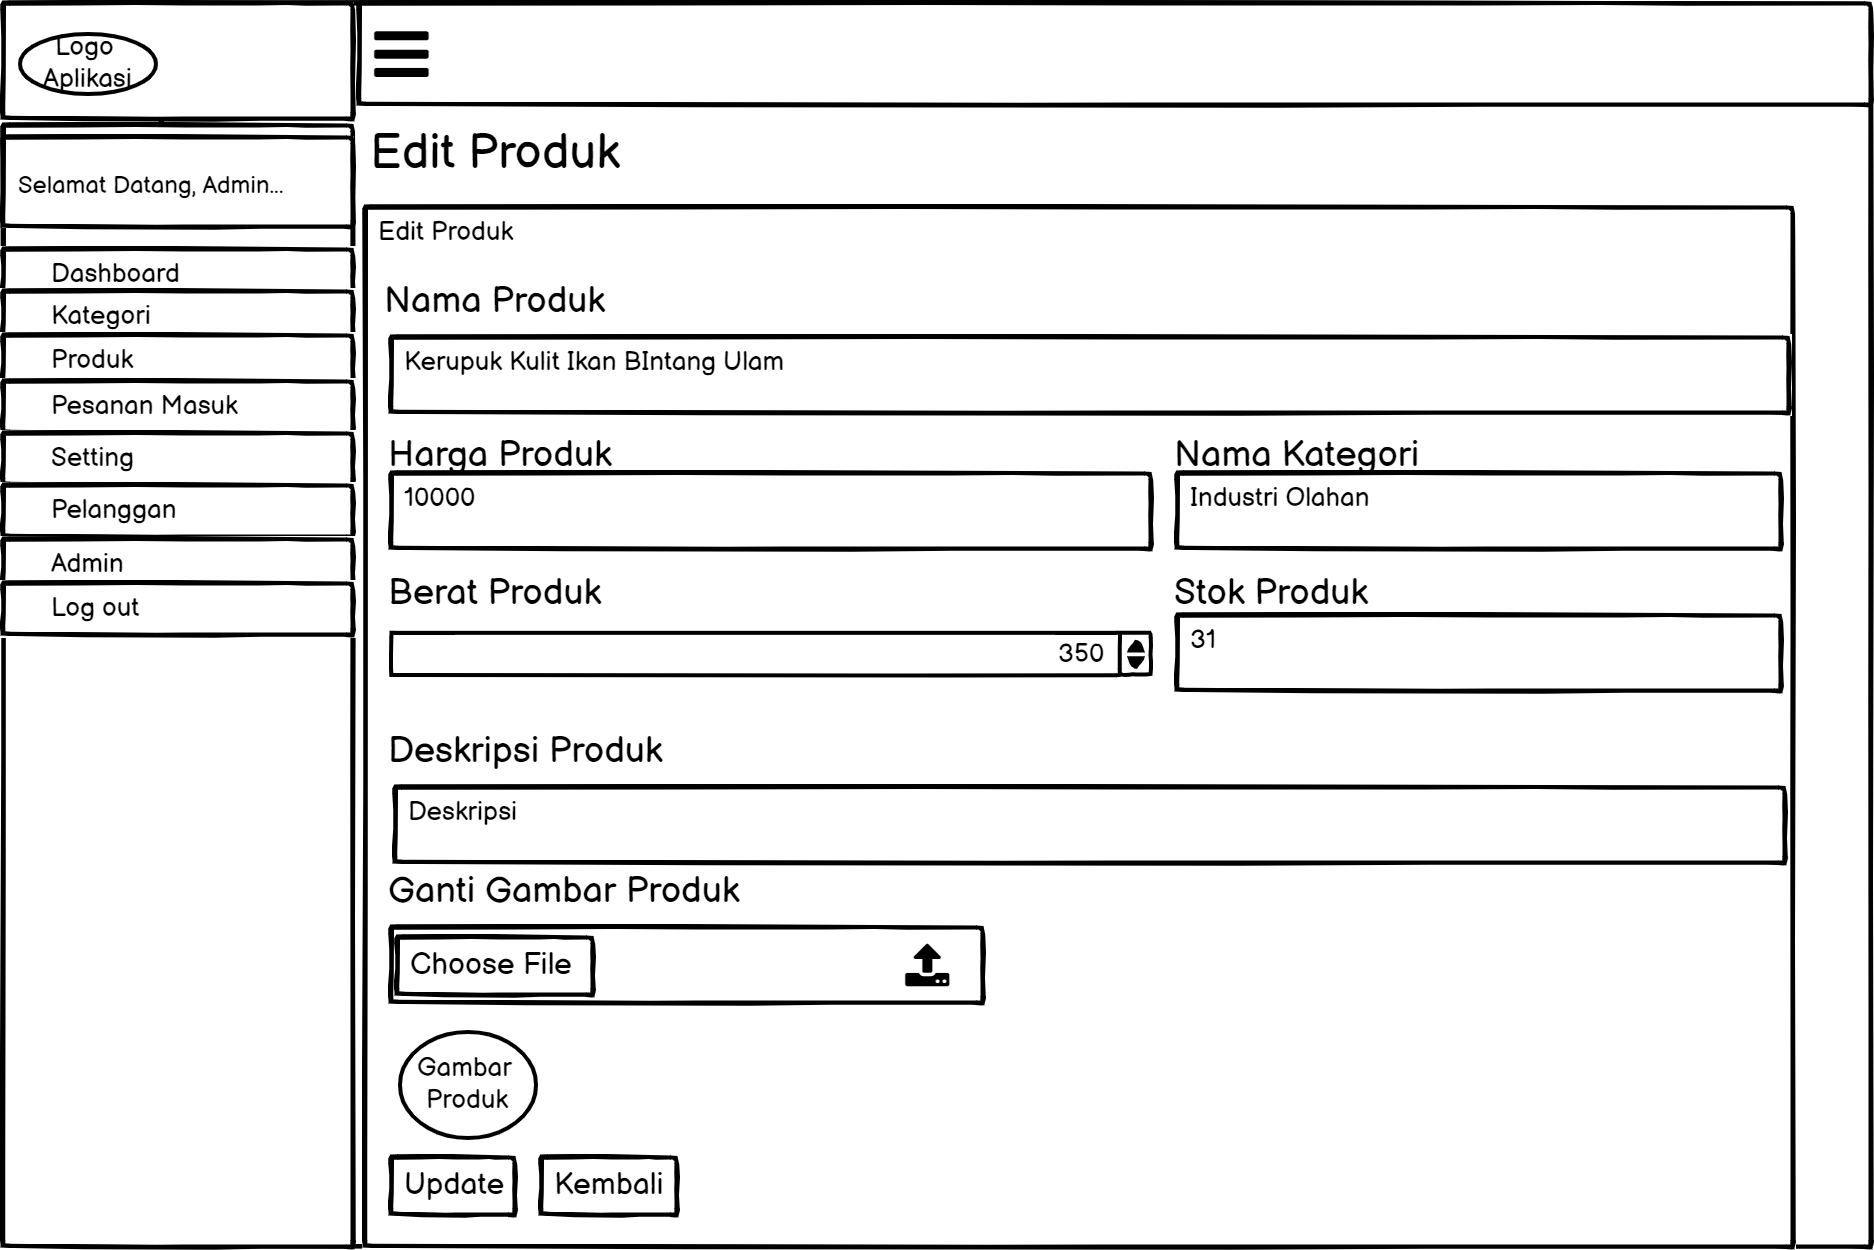 Logo
Aplikasi
Selamat Datang, Admin...
Dashboard
Kategori
Produk
Pesanan Masuk
Setting
Pelanggan
Admin
Log out
Edit Produk
Edit Produk
Nama Produk
Kerupuk Kulit Ikan BIntang Ulam
Harga Produk
10000
Nama Kategori
Industri Olahan
Berat Produk
350
Stok Produk
31
Deskripsi Produk
Deskripsi
Ganti Gambar Produk
Choose File
Gambar
Produk
Update
Kembali